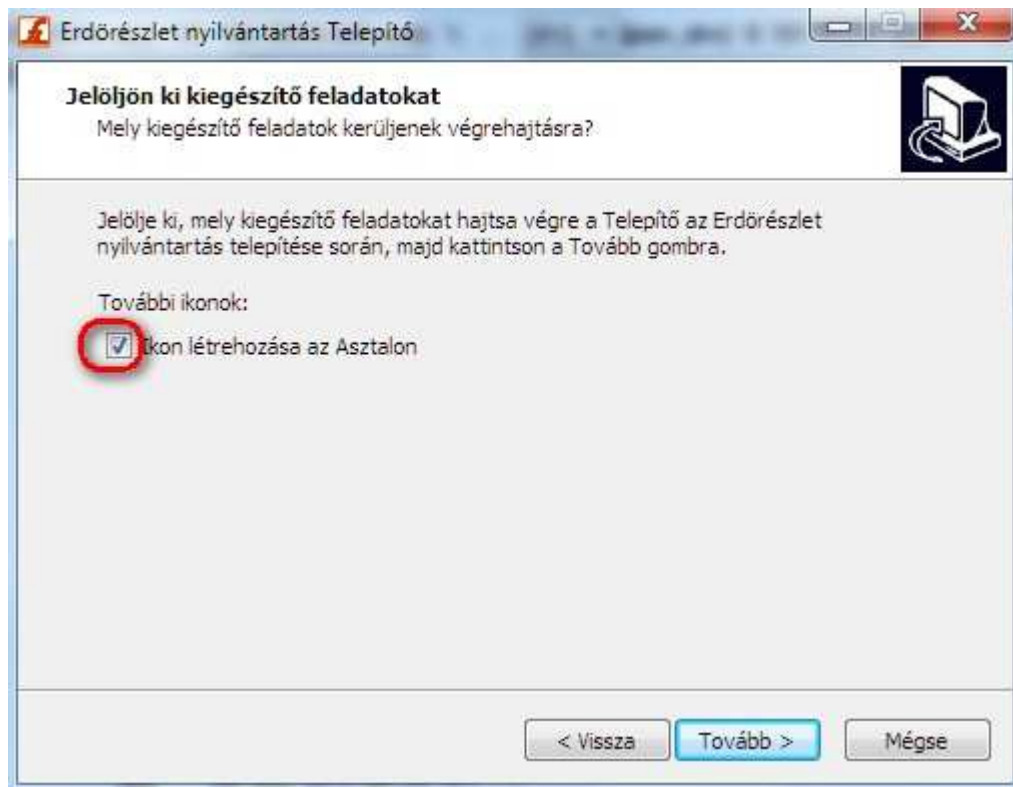 Erdörészlet nyilvántartás Telepítő
Jelöljön ki kiegészítő feladatokat
Mely kiegészítő feladatok kerüljenek végrehajtásra?
Jelölje ki, mely kiegészítő feladatokat hajtsa végre a Telepítő az Erdörészlet
nyilvántartás telepítése során, majd kattintson a Tovább gombra.
További ikonok:
Ikon létrehozása az Asztalon
< Vissza
Tovább >
Mégse